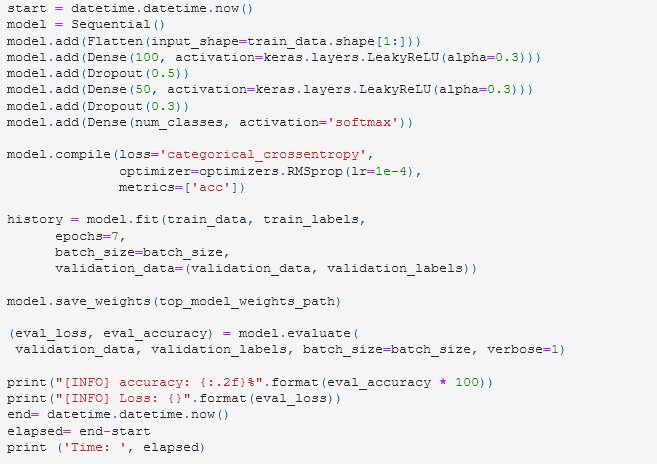 start = datetime.datetime.now()
model = Sequential()
model.add(Flatten(input_shape=train_data.shape[1:]))
model.add(Dense(100, activation=keras.layers.LeakyReLU(alpha=0.3)))
model.add(Dropout(0.5))
model.add(Dense(50, activation=keras.layers.LeakyReLU(alpha=0.3)))
model.add(Dropout(0.3))
model.add(Dense(num_classes, activation='softmax'))

model.compile(loss='categorical_crossentropy',
              optimizer=optimizers.RMSprop(lr=1e-4),
              metrics=['acc'])

history = model.fit(train_data, train_labels,
      epochs=7,
      batch_size=batch_size,
      validation_data=(validation_data, validation_labels))

model.save_weights(top_model_weights_path)

(eval_loss, eval_accuracy) = model.evaluate(
 validation_data, validation_labels, batch_size=batch_size, verbose=1)

print("[INFO] accuracy: {:.2f}%".format(eval_accuracy * 100))
print("[INFO] Loss: {}".format(eval_loss))
end= datetime.datetime.now()
elapsed= end-start
print ('Time: ', elapsed)